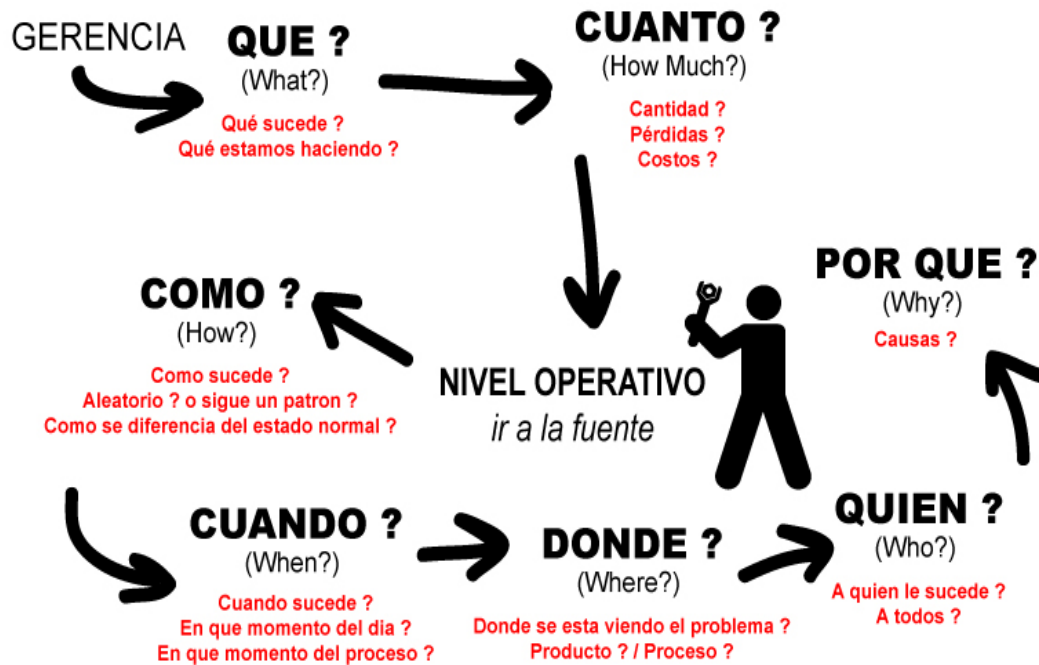 GERENCIA
QUE ?
(What?)
Qué sucede ?
Qué estamos haciendo ?
CUANTO ?
(How Much?)
Cantidad ?
Pérdidas ?
Costos ?
NIVEL OPERATIVO
ir a la fuente
COMO ?
(How?)
Como sucede ?
Aleatorio ? o sigue un patron ?
Como se diferencia del estado normal ?
CUANDO ?
(When?)
Cuando sucede ?
En que momento del dia ?
En que momento del proceso ?
DONDE ?
(Where?)
Donde se esta viendo el problema ?
Producto ? / Proceso ?
QUIEN ?
(Who?)
A quien le sucede ?
A todos ?
POR QUE ?
(Why?)
Causas ?